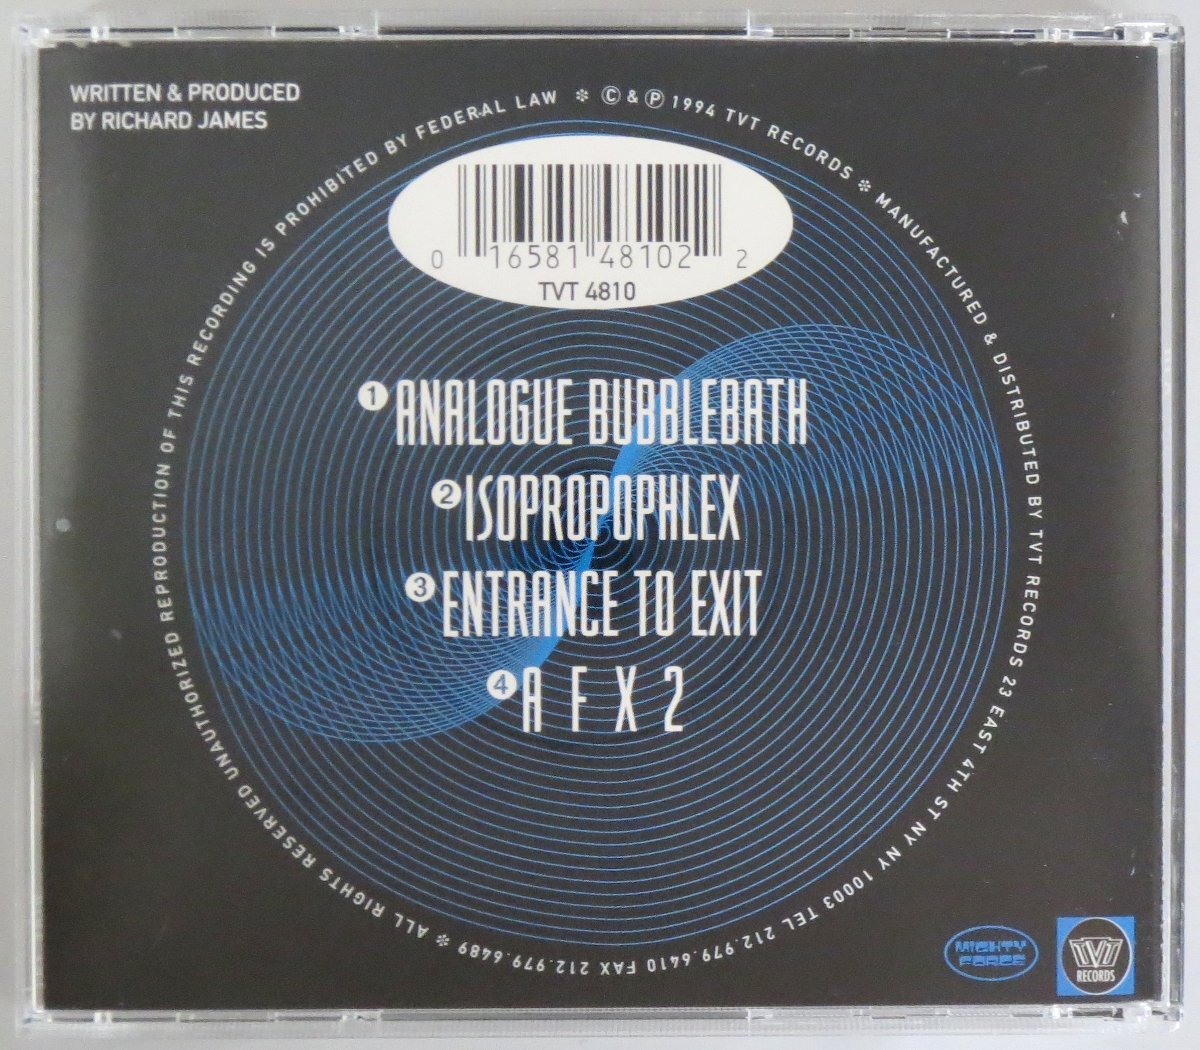 WRITTEN & PRODUCED
BY RICHARD JAMES
ALL RIGHTS RESERVED UNAUTHORIZED REPRODUCTION OF THIS RECORDING IS PROHIBITED BY FEDERAL LAW ❇ © & ℗ 1994 TVT RECORDS ❇ MANUFACTURED & DISTRIBUTED BY TVT RECORDS 23 EAST 4TH ST NY NY 10003 TEL 212.979.6410 FAX 212.979.6489 ❇
0 16581 48102 2
TVT 4810
1 ANALOGUE BUBBLEBATH
2 ISOPROPOPHLEX
3 ENTRANCE TO EXIT
4 A F X 2
MIGHTY
FORCE
TVT
RECORDS